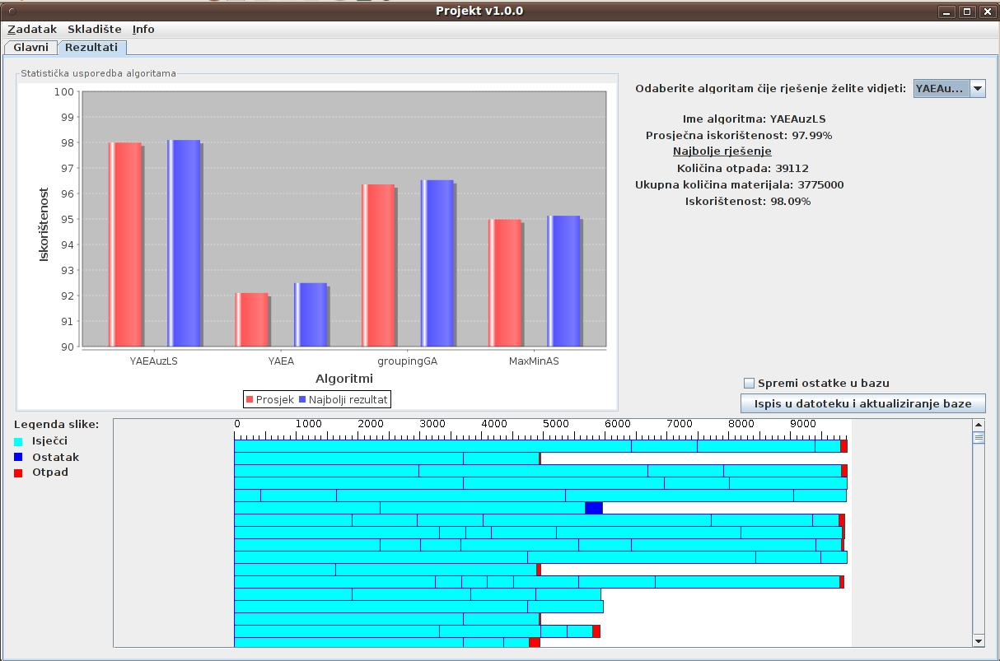 Projekt v1.0.0
Zadatak Skladište Info
Glavni Rezultati
Statistička usporedba algoritama
100
99
98
97
96
95
94
93
92
91
90
Iskorištenost
YAEAuzLS YAEA groupingGA MaxMinAS
Algoritmi
Prosjek Najbolji rezultat
Odaberite algoritam čije rješenje želite vidjeti: YAEAu...
Ime algoritma: YAEAuzLS
Prosječna iskorištenost: 97.99%
Najbolje rješenje
Količina otpada: 39112
Ukupna količina materijala: 3775000
Iskorištenost: 98.09%
Spremi ostatke u bazu
Ispis u datoteku i aktualiziranje baze
Legenda slike:
Isječci
Ostatak
Otpad
0 1000 2000 3000 4000 5000 6000 7000 8000 9000